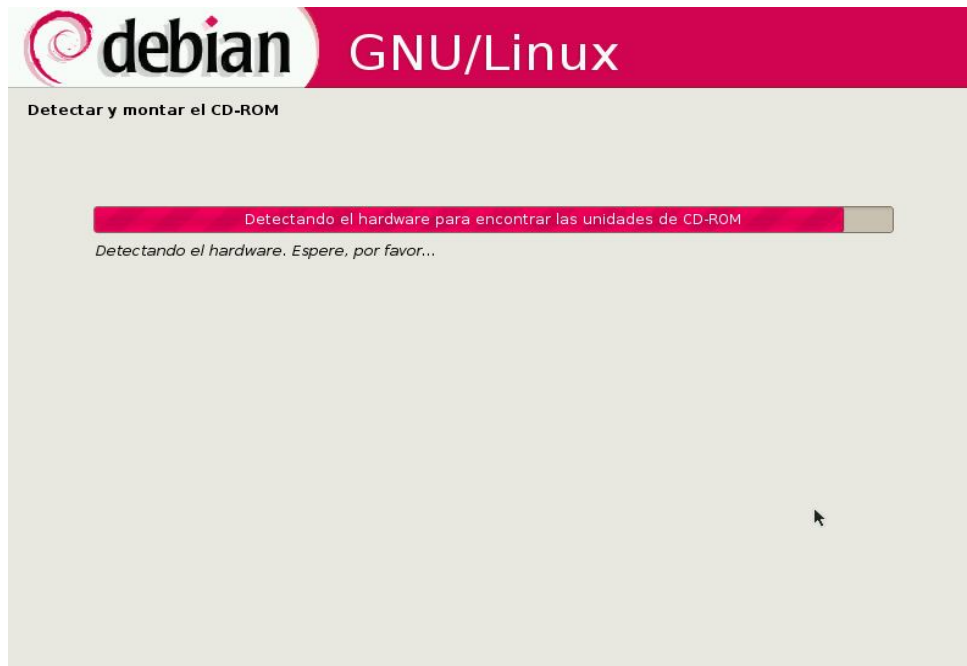 debian GNU/Linux
Detectar y montar el CD-ROM
Detectando el hardware para encontrar las unidades de CD-ROM
Detectando el hardware. Espere, por favor...